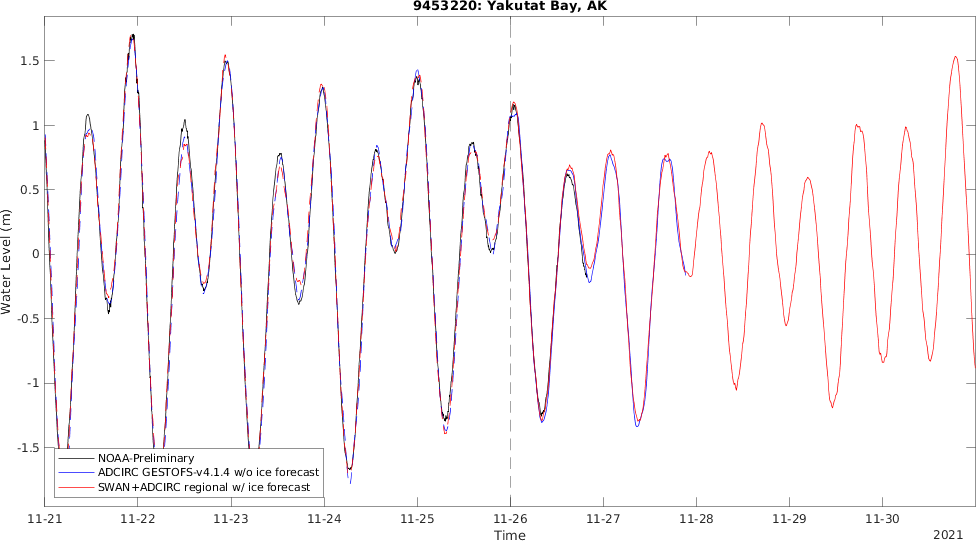 9453220: Yakutat Bay, AK
Water Level (m)
1.5
1
0.5
0
-0.5
-1
-1.5
NOAA-Preliminary
ADCIRC GESTOFS-v4.1.4 w/o ice forecast
SWAN+ADCIRC regional w/ ice forecast
11-21 11-22 11-23 11-24 11-25 11-26 11-27 11-28 11-29 11-30
Time
2021